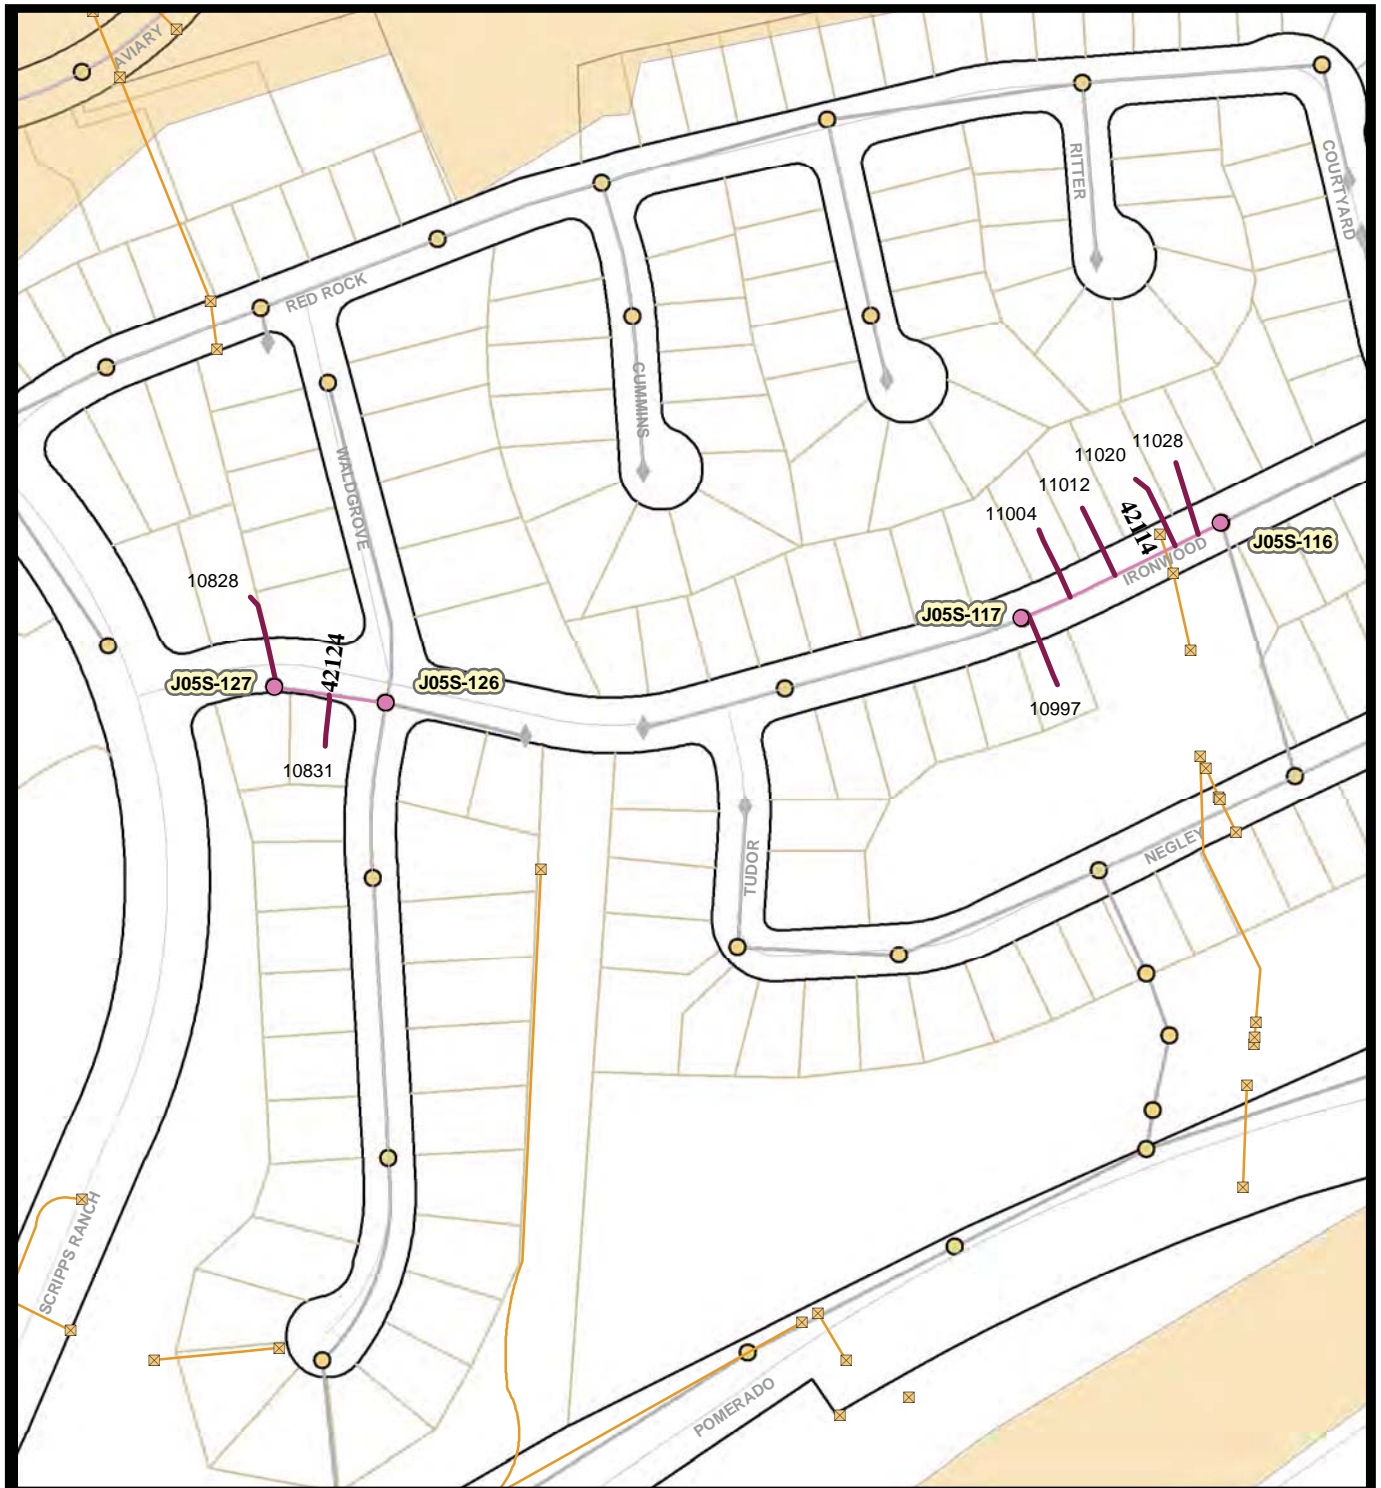 AVIARY
RED ROCK
RITTER
COURTYARD
CUMMINS
WALDGROVE
11028
11020
11012
11004
42114
IRONWOOD
J05S-116
J05S-117
10828
42124
J05S-127
J05S-126
10997
10831
TUDOR
NEGLEY
SCRIPPS RANCH
POMERADO